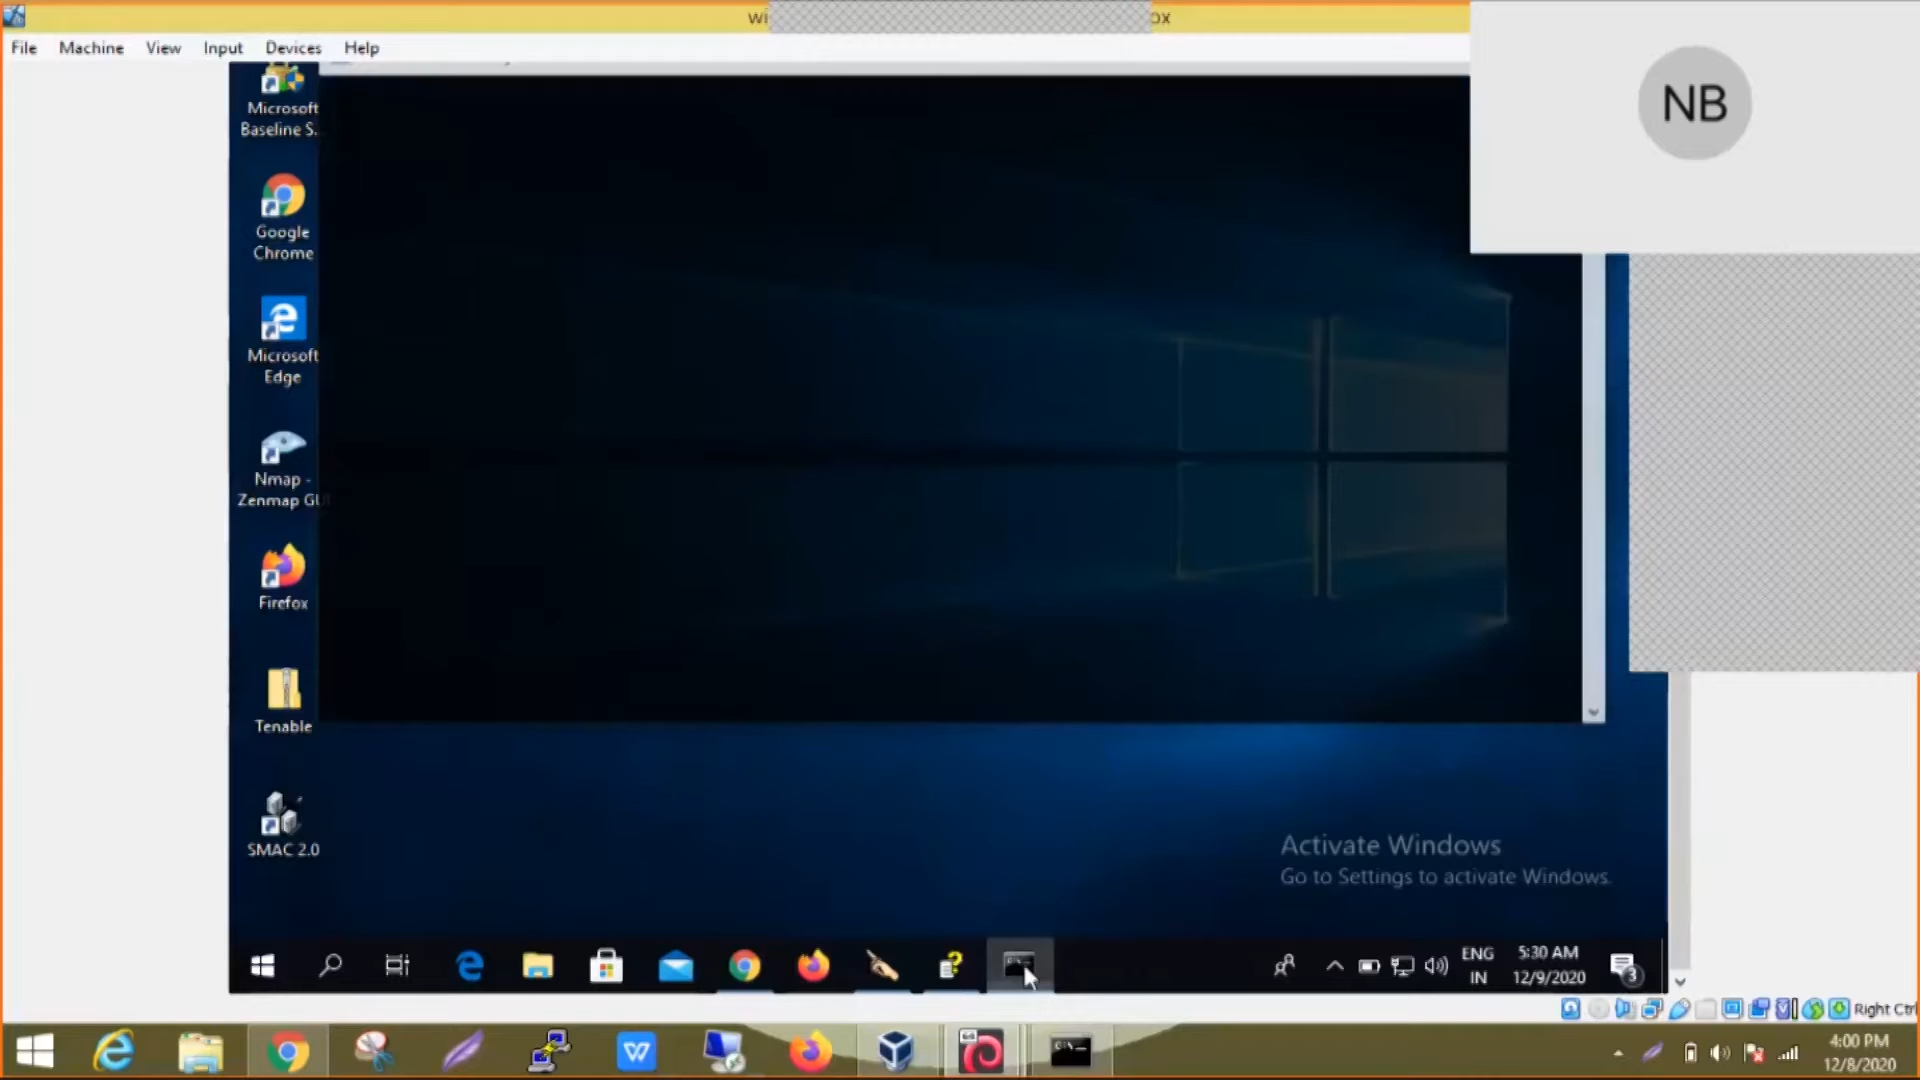 File Machine View Input Devices Help
NB
Microsoft
Baseline S..
Google
Chrome
Microsoft
Edge
Nmap -
Zenmap GU
Firefox
Tenable
SMAC 2.0
Activate Windows
Go to Settings to activate Windows.
ENG
IN
5:30 AM
12/9/2020
3
Right Ctrl
4:00 PM
12/8/2020